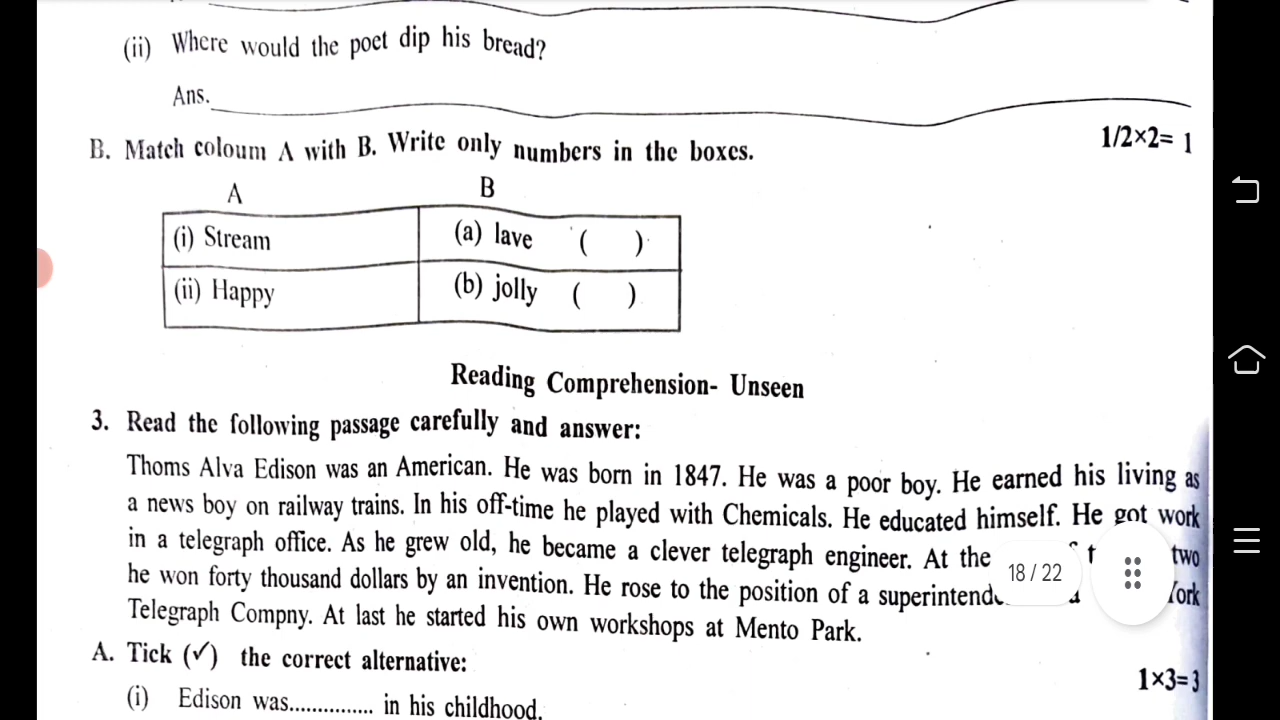 (ii) Where would the poet dip his bread?
Ans.
B. Match coloum A with B. Write only numbers in the boxes.
1/2×2= 1
A B
(i) Stream (a) lave ( )
(ii) Happy (b) jolly ( )
Reading Comprehension- Unseen
3. Read the following passage carefully and answer:
Thoms Alva Edison was an American. He was born in 1847. He was a poor boy. He earned his living as
a news boy on railway trains. In his off-time he played with Chemicals. He educated himself. He got work
in a telegraph office. As he grew old, he became a clever telegraph engineer. At the two
he won forty thousand dollars by an invention. He rose to the position of a
Telegraph Compny. At last he started his own workshops at Mento Park.
18 / 22
A. Tick (✓) the correct alternative:
1×3=3
(i) Edison was............... in his childhood.